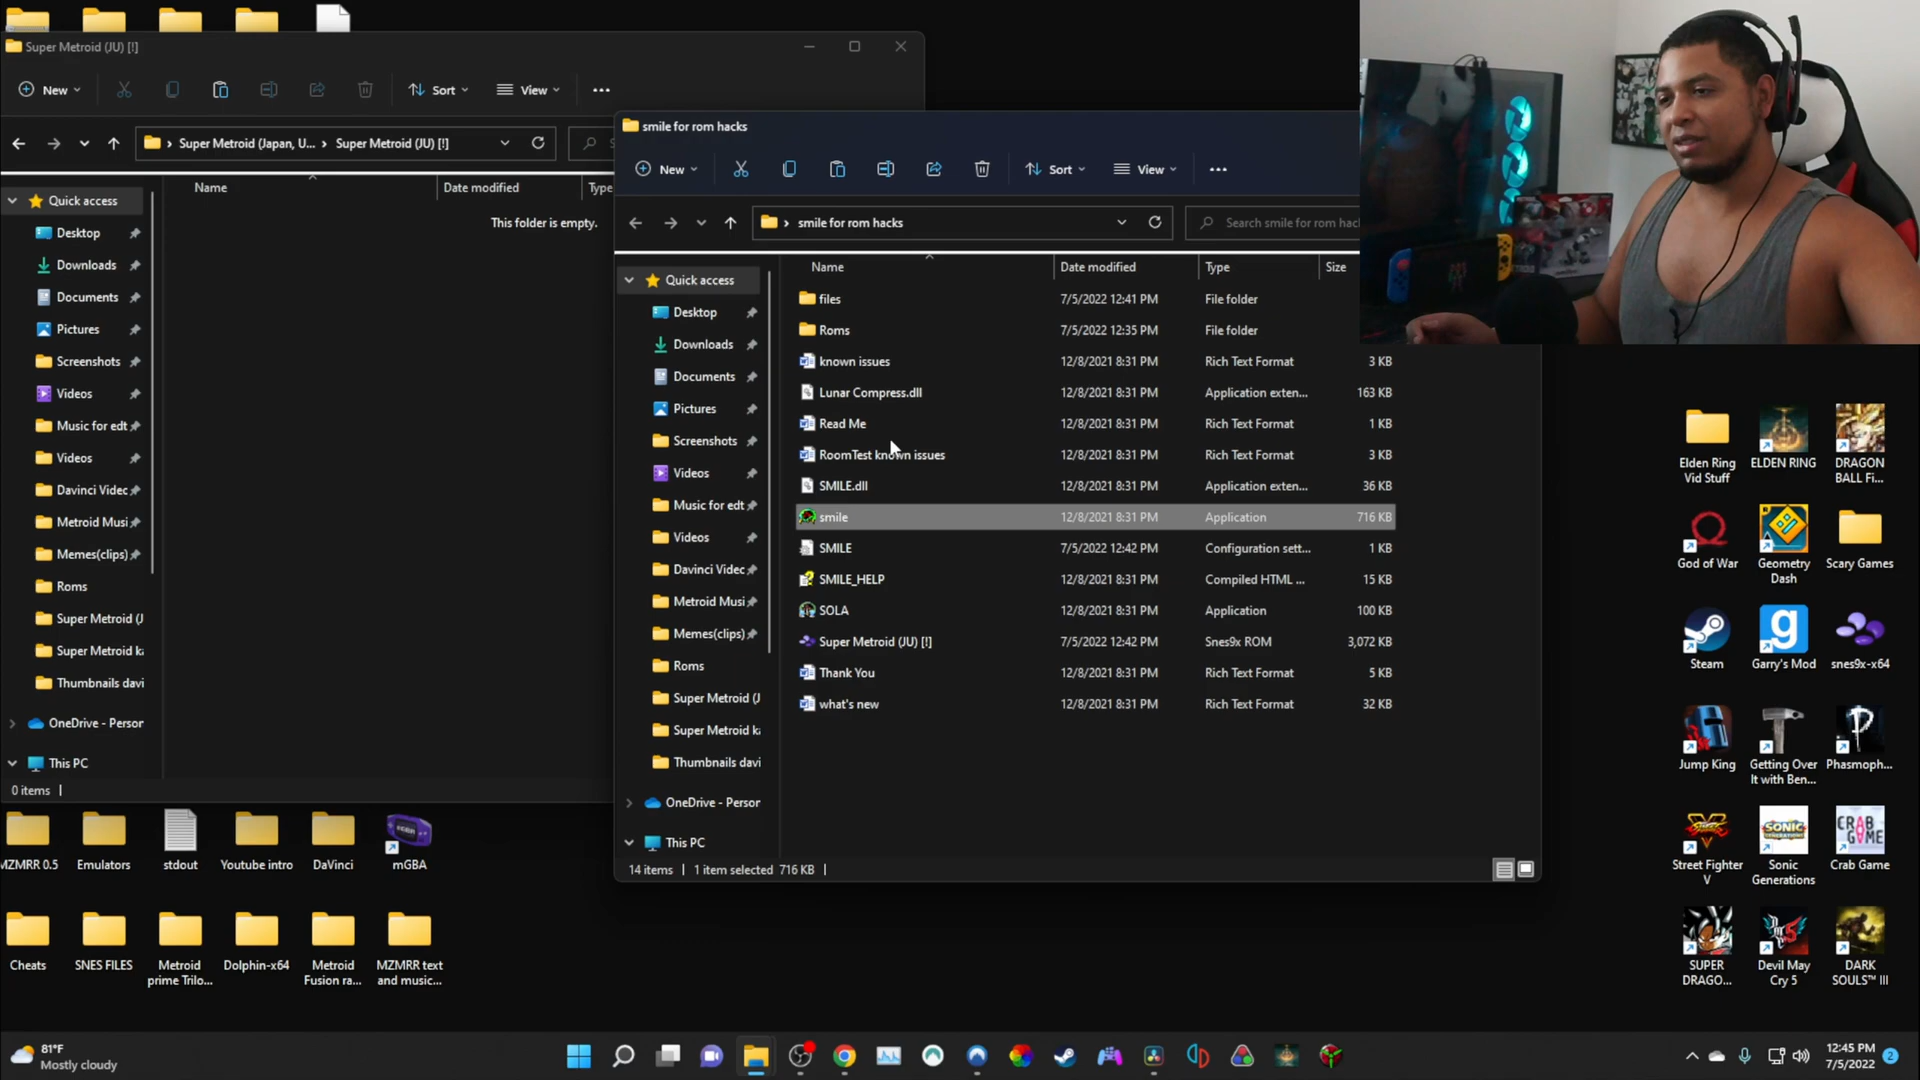 Super Metroid (JU) [!]
New
Sort
View
Super Metroid (Japan, U... > Super Metroid (JU) [!]
Name
Date modified
Type
This folder is empty.
Quick access
Desktop
Downloads
Documents
Pictures
Screenshots
Videos
Music for edt
Videos
Davinci Videc
Metroid Musi
Memes(clips)
Roms
Super Metroid (J
Super Metroid ka
Thumbnails davi
OneDrive - Person
This PC
0 items
smile for rom hacks
New
Sort
View
smile for rom hacks
Search smile for rom hac
Name
Date modified
Type
Size
Quick access
Desktop
Downloads
Documents
Pictures
Screenshots
Videos
Music for edt
Videos
Davinci Videc
Metroid Musi
Memes(clips)
Roms
Super Metroid (J
Super Metroid ka
Thumbnails davi
OneDrive - Person
This PC
files 7/5/2022 12:41 PM File folder
Roms 7/5/2022 12:35 PM File folder
known issues 12/8/2021 8:31 PM Rich Text Format 3 KB
Lunar Compress.dll 12/8/2021 8:31 PM Application exten... 163 KB
Read Me 12/8/2021 8:31 PM Rich Text Format 1 KB
RoomTest known issues 12/8/2021 8:31 PM Rich Text Format 3 KB
SMILE.dll 12/8/2021 8:31 PM Application exten... 36 KB
smile 12/8/2021 8:31 PM Application 716 KB
SMILE 7/5/2022 12:42 PM Configuration sett... 1 KB
SMILE_HELP 12/8/2021 8:31 PM Compiled HTML ... 15 KB
SOLA 12/8/2021 8:31 PM Application 100 KB
Super Metroid (JU) [!] 7/5/2022 12:42 PM Snes9x ROM 3,072 KB
Thank You 12/8/2021 8:31 PM Rich Text Format 5 KB
what's new 12/8/2021 8:31 PM Rich Text Format 32 KB
14 items
1 item selected 716 KB
Elden Ring
Vid Stuff
ELDEN RING
DRAGON
BALL Fi...
God of War
Geometry
Dash
Scary Games
Steam
Garry's Mod
snes9x-x64
Jump King
Getting Over
It with Ben...
Phasmoph...
Street Fighter
V
Sonic
Generations
Crab Game
SUPER
DRAGO...
Devil May
Cry 5
DARK
SOULS™ III
MZMRR 0.5
Emulators
stdout
Youtube intro
DaVinci
mGBA
Cheats
SNES FILES
Metroid
prime Trilo...
Dolphin-x64
Metroid
Fusion ra...
MZMRR text
and music...
81°F
Mostly cloudy
12:45 PM
7/5/2022
2